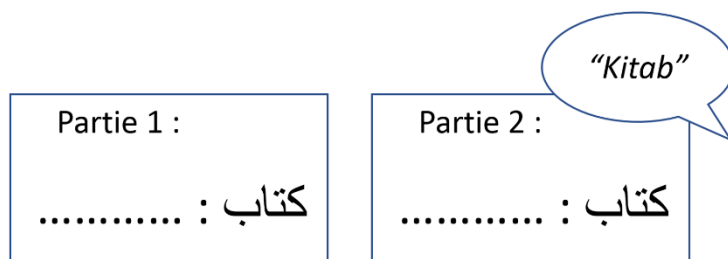 “Kitab”
Partie 1 :
كتاب : ............
Partie 2 :
كتاب : ............